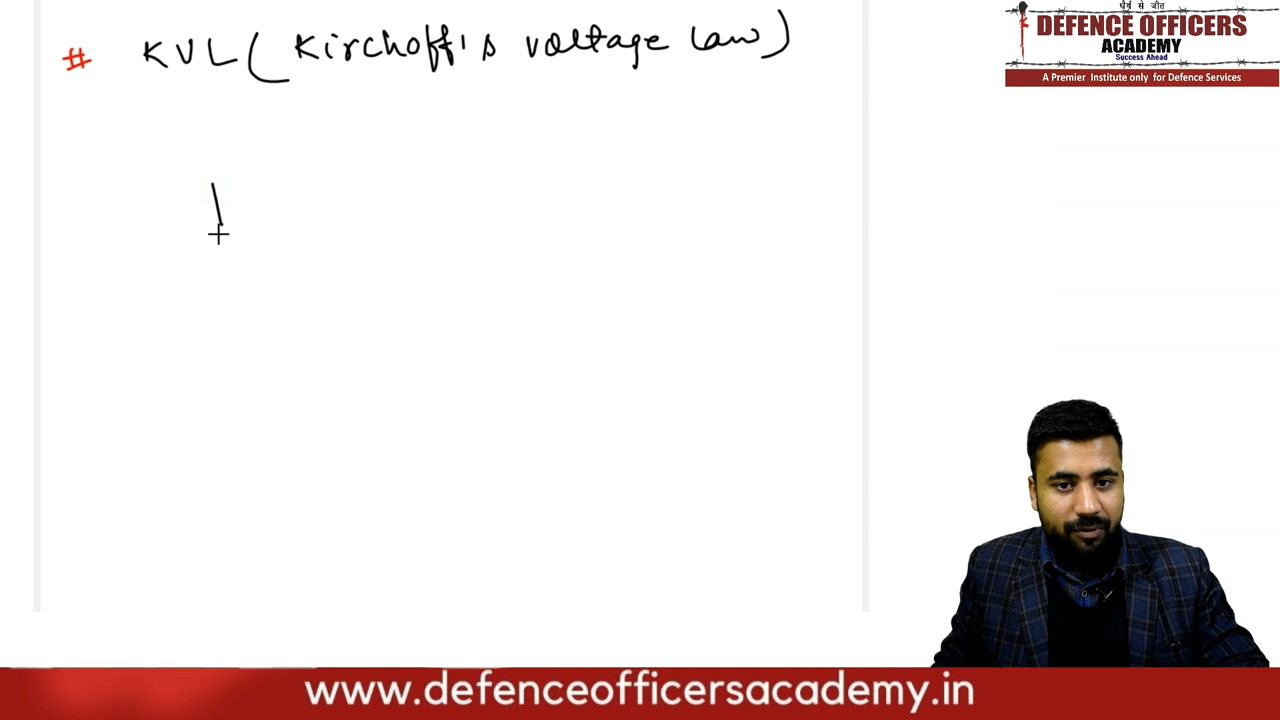 # KVL ( Kirchoff's voltage law )
शौर्य से जीत
DEFENCE OFFICERS
ACADEMY
Success Ahead
A Premier Institute only for Defence Services
www.defenceofficersacademy.in